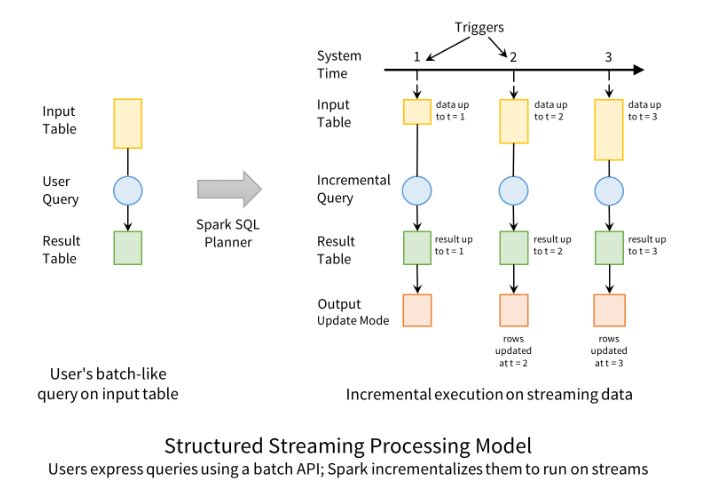 Triggers
System
Time
1
2
3
Input
Table
data up
to t = 1
data up
to t = 2
data up
to t = 3
Input
Table
User
Query
Result
Table
Spark SQL
Planner
Incremental
Query
Result
Table
result up
to t = 1
result up
to t = 2
result up
to t = 3
Output
Update Mode
rows
updated
at t = 2
rows
updated
at t = 3
User's batch-like
query on input table
Incremental execution on streaming data
Structured Streaming Processing Model
Users express queries using a batch API; Spark incrementalizes them to run on streams